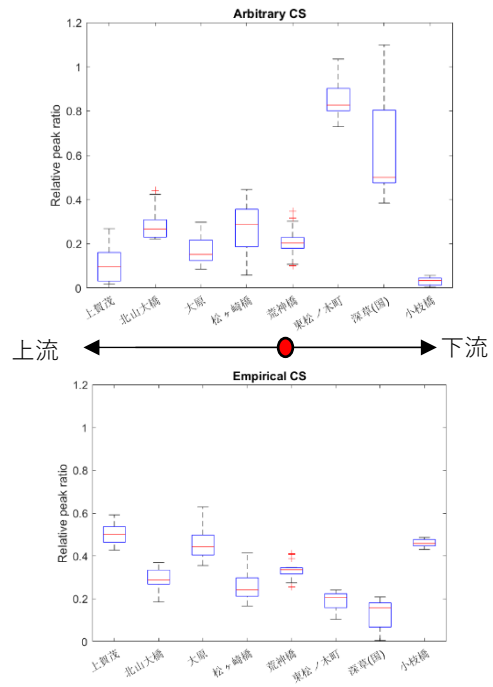 Arbitrary CS
1.2
1
0.8
0.6
0.4
0.2
0
Relative peak ratio
上賀茂
北山大橋
大原
松ヶ崎橋
荒神橋
東松ノ木町
深草(国)
小枝橋
上流
下流
Empirical CS
1.2
1
0.8
0.6
0.4
0.2
0
Relative peak ratio
上賀茂
北山大橋
大原
松ヶ崎橋
荒神橋
東松ノ木町
深草(国)
小枝橋